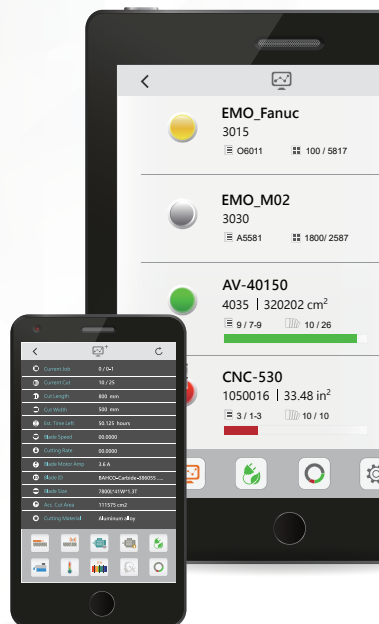 EMO_Fanuc
3015
O6011 100 / 5817
EMO_M02
3030
A5581 1800/ 2587
AV-40150
4035 | 320202 cm²
9 / 7-9 10 / 26
CNC-530
1050016 | 33.48 in²
3 / 1-3 10 / 10
Current Job 0 / 0-1
Current Cut 10 / 25
Cut Length 800 mm
Cut Width 500 mm
Est. Time Left 50.125 hours
Blade Speed 00.0000
Cutting Rate 00.0000
Blade Motor Amp 3.6 A
Blade ID BAHCO-Carbide-386055 ....
Blade Size 7800L*41W*1.3T
Acc. Cut Area 111575 cm2
Cutting Material Aluminum alloy